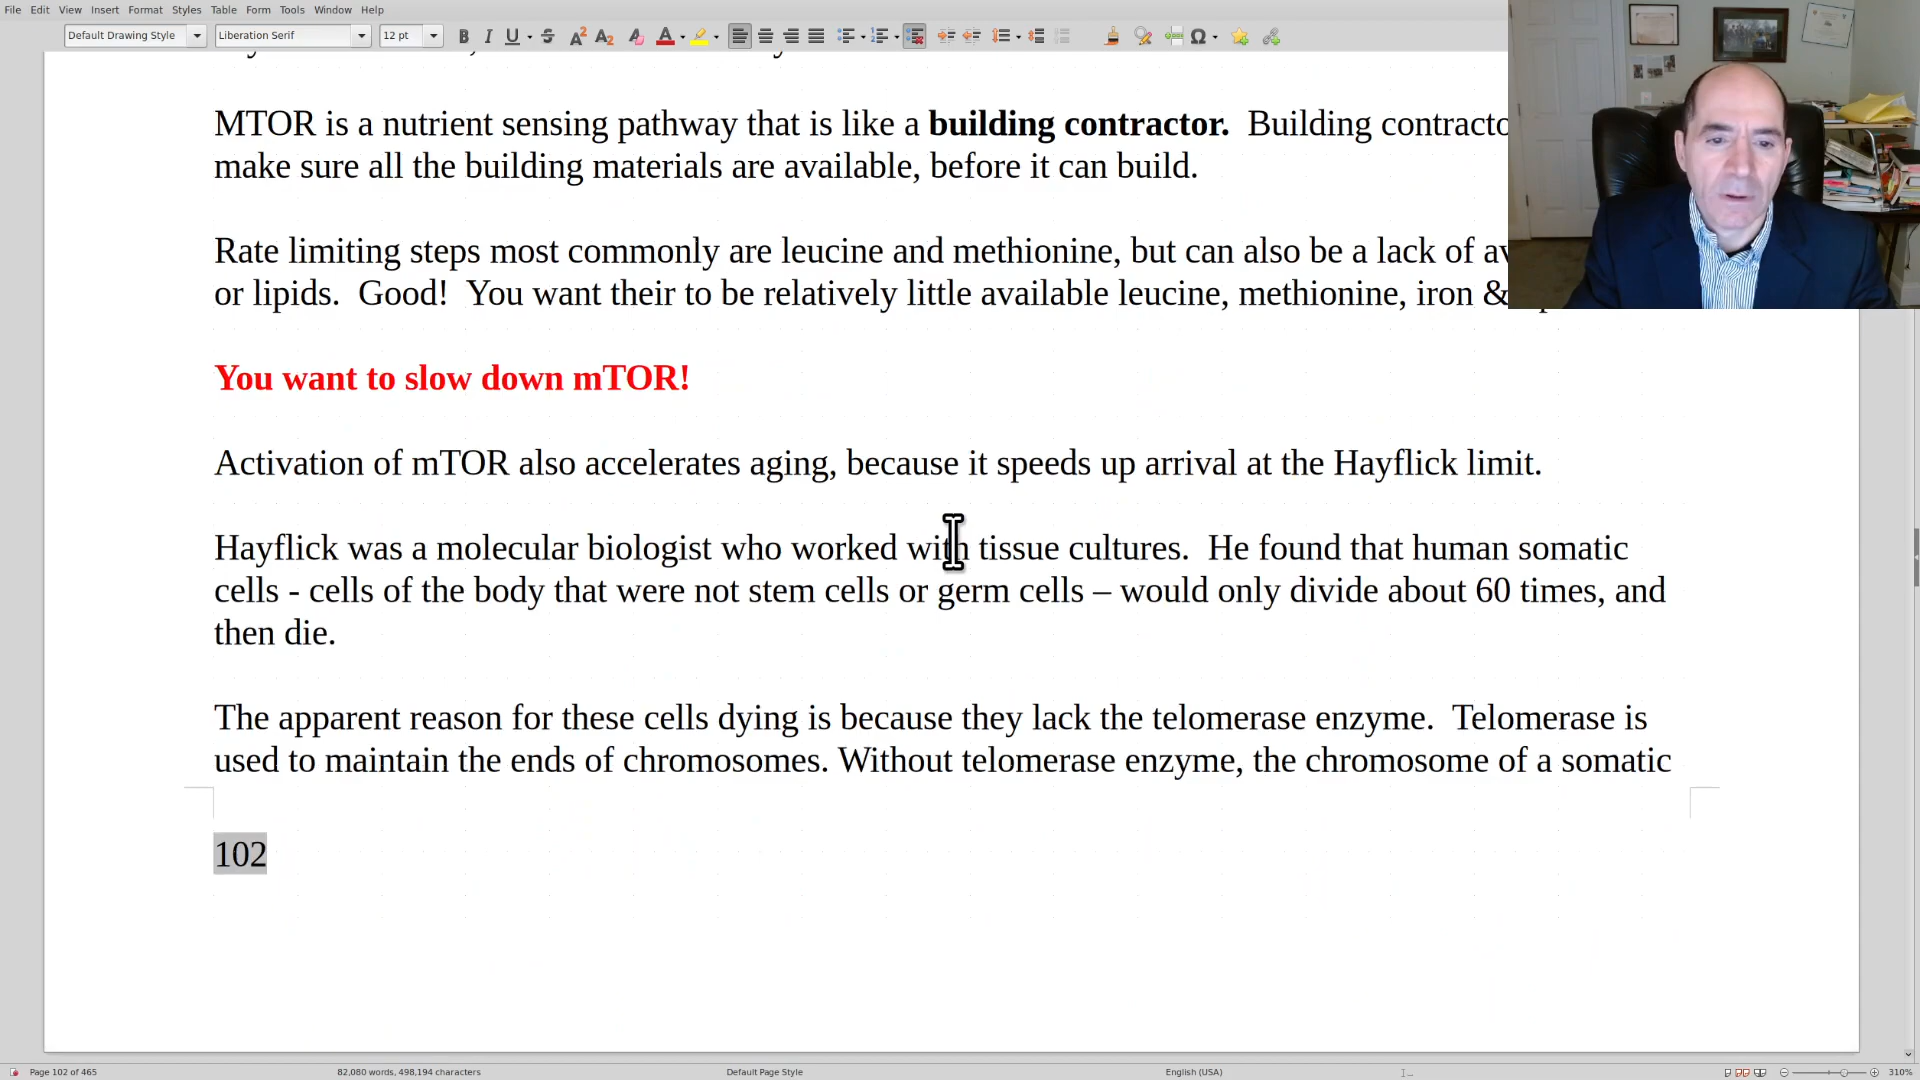 File Edit View Insert Format Styles Table Form Tools Window Help
Default Drawing Style Liberation Serif 12 pt
MTOR is a nutrient sensing pathway that is like a building contractor. Building contracto
make sure all the building materials are available, before it can build.
Rate limiting steps most commonly are leucine and methionine, but can also be a lack of av
or lipids. Good! You want their to be relatively little available leucine, methionine, iron &
You want to slow down mTOR!
Activation of mTOR also accelerates aging, because it speeds up arrival at the Hayflick limit.
Hayflick was a molecular biologist who worked with tissue cultures. He found that human somatic
cells - cells of the body that were not stem cells or germ cells – would only divide about 60 times, and
then die.
The apparent reason for these cells dying is because they lack the telomerase enzyme. Telomerase is
used to maintain the ends of chromosomes. Without telomerase enzyme, the chromosome of a somatic
102
Page 102 of 465 82,080 words, 498,194 characters Default Page Style English (USA) 310%